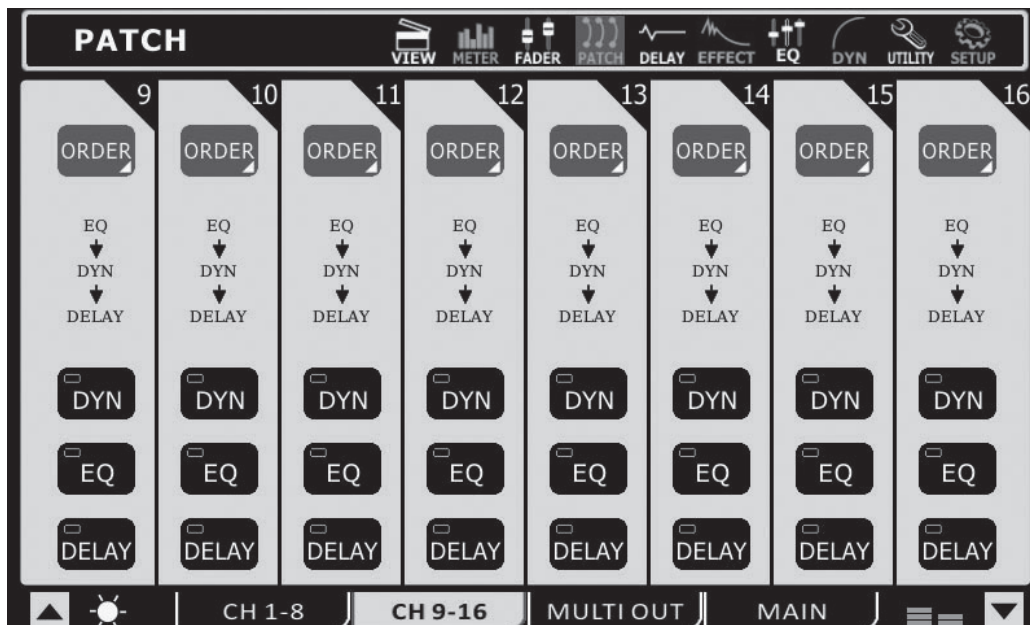 PATCH
VIEW METER FADER PATCH DELAY EFFECT EQ DYN UTILITY SETUP
9 10 11 12 13 14 15 16
ORDER ORDER ORDER ORDER ORDER ORDER ORDER ORDER
EQ EQ EQ EQ EQ EQ EQ EQ
DYN DYN DYN DYN DYN DYN DYN DYN
DELAY DELAY DELAY DELAY DELAY DELAY DELAY DELAY
DYN DYN DYN DYN DYN DYN DYN DYN
EQ EQ EQ EQ EQ EQ EQ EQ
DELAY DELAY DELAY DELAY DELAY DELAY DELAY DELAY
CH 1-8 CH 9-16 MULTI OUT MAIN